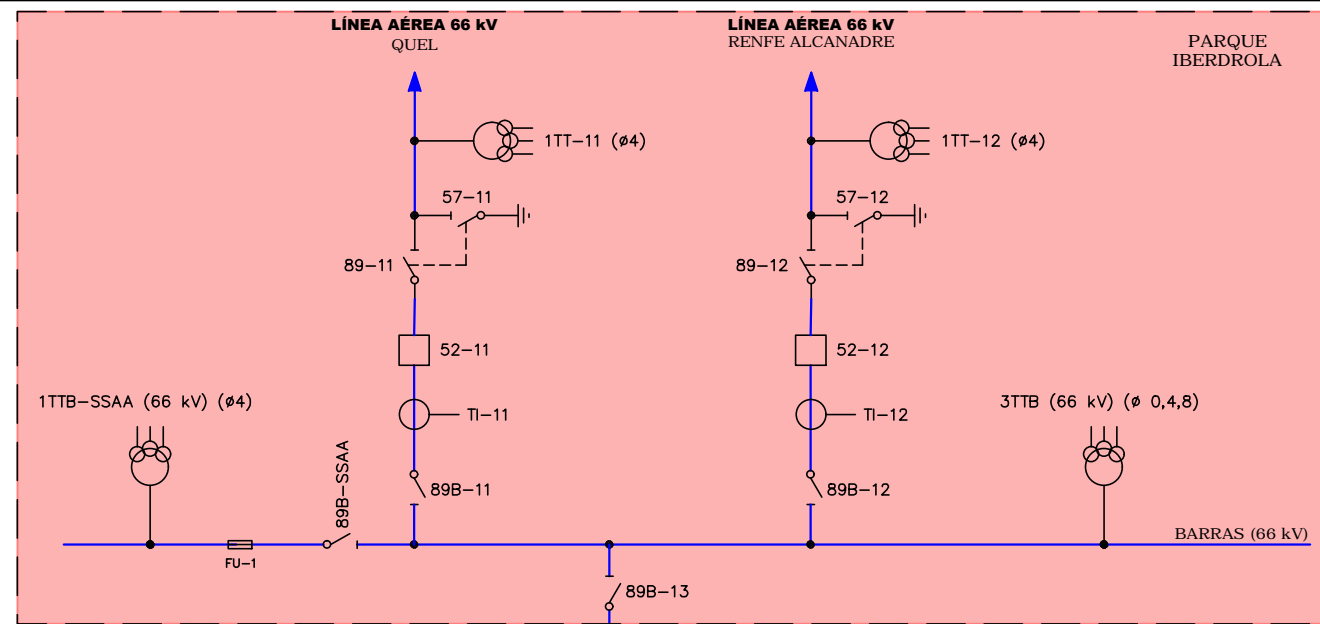 LÍNEA AÉREA 66 kV
QUEL
LÍNEA AÉREA 66 kV
RENFE ALCANADRE
PARQUE
IBERDROLA
1TT-11 (ø4)
1TT-12 (ø4)
57-11
57-12
89-11
89-12
52-11
52-12
1TTB-SSAA (66 kV) (ø4)
TI-11
TI-12
3TTB (66 kV) (ø 0,4,8)
89B-SSAA
89B-11
89B-12
BARRAS (66 kV)
FU-1
89B-13